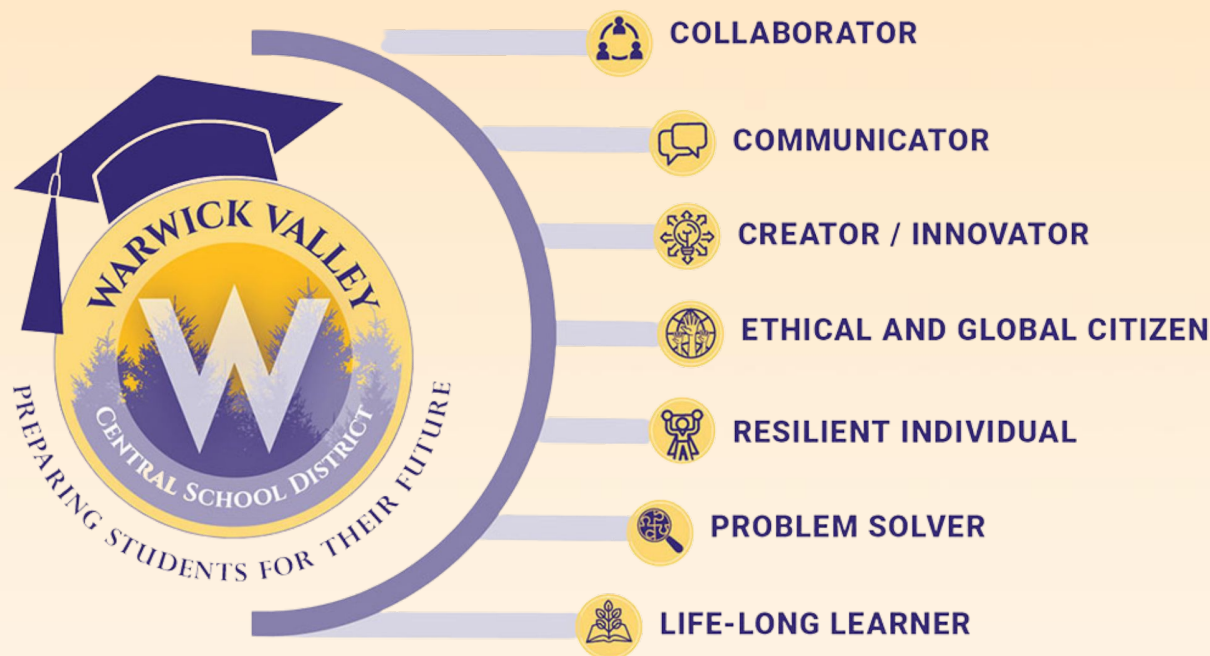 WARWICK VALLEY
W
CENTRAL SCHOOL DISTRICT
PREPARING STUDENTS FOR THEIR FUTURE
COLLABORATOR
COMMUNICATOR
CREATOR / INNOVATOR
ETHICAL AND GLOBAL CITIZEN
RESILIENT INDIVIDUAL
PROBLEM SOLVER
LIFE-LONG LEARNER